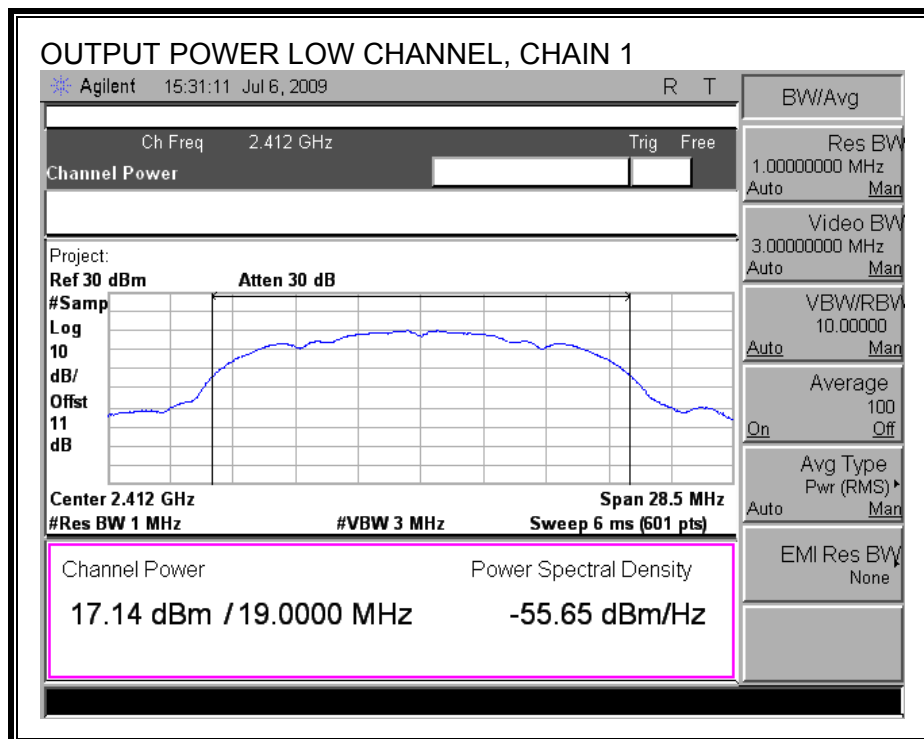 OUTPUT POWER LOW CHANNEL, CHAIN 1
Agilent 15:31:11 Jul 6, 2009 R T
Ch Freq 2.412 GHz Trig Free
Channel Power
Project:
Ref 30 dBm Atten 30 dB
#Samp
Log
10
dB/
Offst
11
dB
Center 2.412 GHz Span 28.5 MHz
#Res BW 1 MHz #VBW 3 MHz Sweep 6 ms (601 pts)
Channel Power Power Spectral Density
17.14 dBm / 19.0000 MHz -55.65 dBm/Hz
BW/Avg
Res BW
1.00000000 MHz
Auto Man
Video BW
3.00000000 MHz
Auto Man
VBW/RBW
10.00000
Auto Man
Average
100
On Off
Avg Type
Pwr (RMS)
Auto Man
EMI Res BW
None